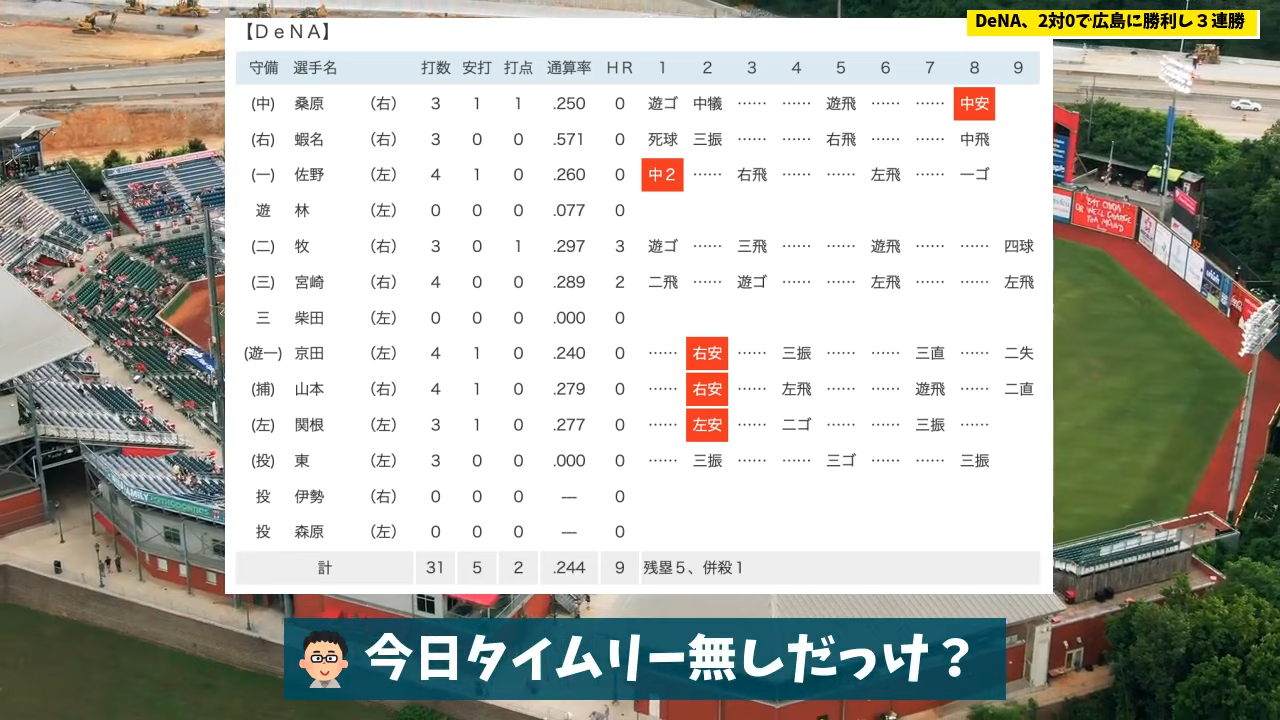 DeNA、2対0で広島に勝利し３連勝
【ＤｅＮＡ】
守備 選手名 打数 安打 打点 通算率 ＨＲ 1 2 3 4 5 6 7 8 9
(中) 桑原 （右） 3 1 1 .250 0 遊ゴ 中犠 …… …… 遊飛 …… …… 中安
(右) 蝦名 （右） 3 0 0 .571 0 死球 三振 …… …… 右飛 …… …… 中飛
(一) 佐野 （左） 4 1 0 .260 0 中２ …… 右飛 …… …… 左飛 …… 一ゴ
遊 林 （左） 0 0 0 .077 0
(二) 牧 （右） 3 0 1 .297 3 遊ゴ …… 三飛 …… …… 遊飛 …… …… 四球
(三) 宮崎 （右） 4 0 0 .289 2 二飛 …… 遊ゴ …… …… 左飛 …… …… 左飛
三 柴田 （左） 0 0 0 .000 0
(遊一) 京田 （左） 4 1 0 .240 0 …… 右安 …… 三振 …… …… 三直 …… 二失
(捕) 山本 （右） 4 1 0 .279 0 …… 右安 …… 左飛 …… …… 遊飛 …… 二直
(左) 関根 （左） 3 1 0 .277 0 …… 左安 …… 二ゴ …… …… 三振 ……
(投) 東 （左） 3 0 0 .000 0 …… 三振 …… …… 三ゴ …… …… 三振
投 伊勢 （右） 0 0 0 --- 0
投 森原 （左） 0 0 0 --- 0
計 31 5 2 .244 9 残塁５、併殺１
今日タイムリー無しだっけ？